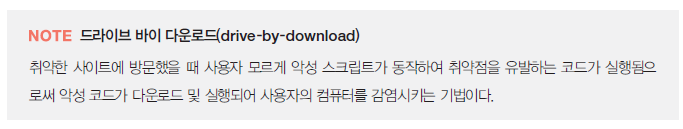 NOTE 드라이브 바이 다운로드(drive-by-download)
취약한 사이트에 방문했을 때 사용자 모르게 악성 스크립트가 동작하여 취약점을 유발하는 코드가 실행됨으
로써 악성 코드가 다운로드 및 실행되어 사용자의 컴퓨터를 감염시키는 기법이다.